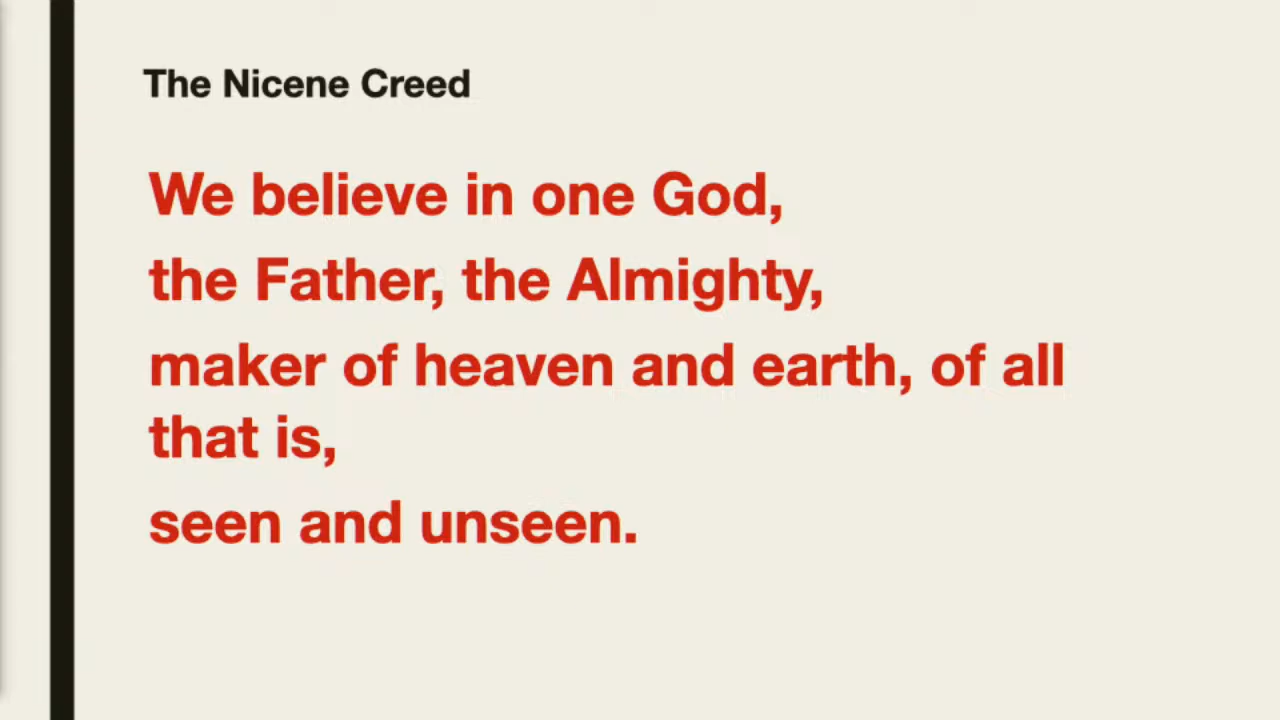 The Nicene Creed
We believe in one God,
the Father, the Almighty,
maker of heaven and earth, of all
that is,
seen and unseen.